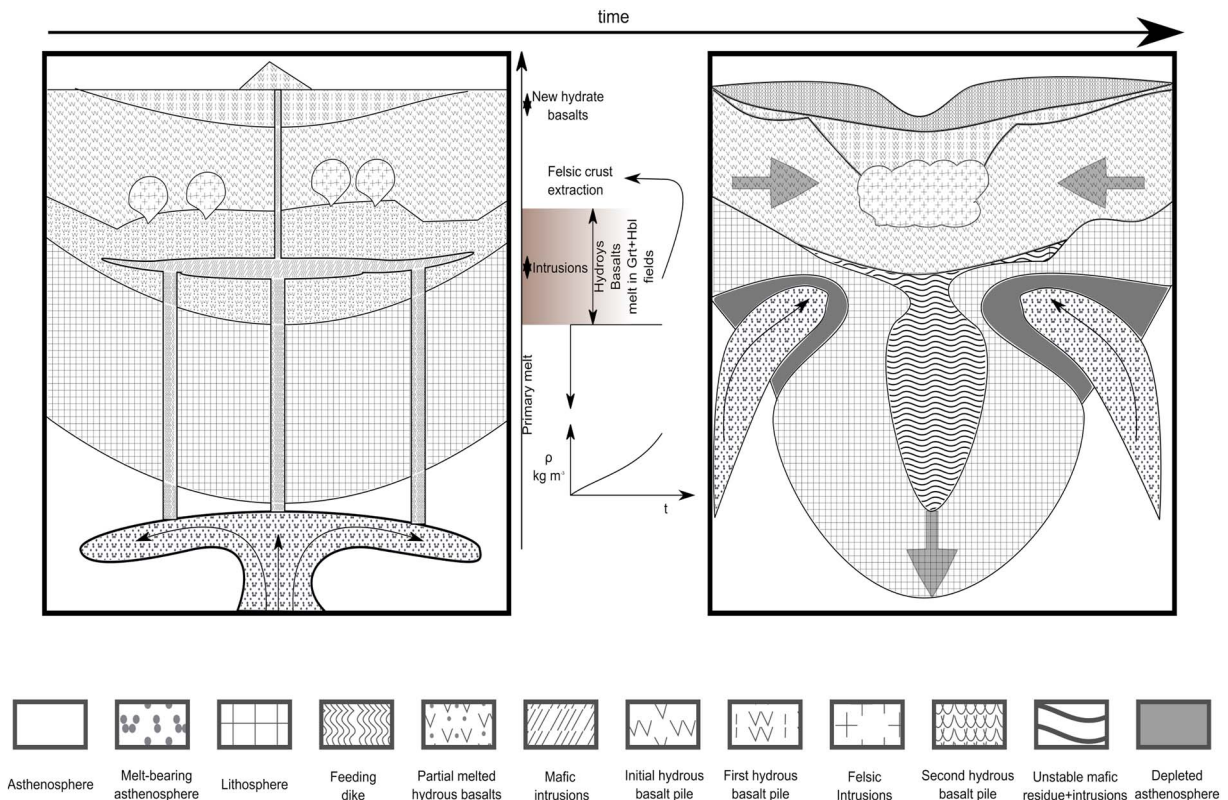 time
New hydrate
basalts
Felsic crust
extraction
Intrusions
Hydroys
Basalts
melt in Grt+Hbl
fields
Primary melt
ρ
kg m⁻³
t
Asthenosphere
Melt-bearing
asthenosphere
Lithosphere
Feeding
dike
Partial melted
hydrous basalts
Mafic
intrusions
Initial hydrous
basalt pile
First hydrous
basalt pile
Felsic
Intrusions
Second hydrous
basalt pile
Unstable mafic
residue+intrusions
Depleted
asthenosphere